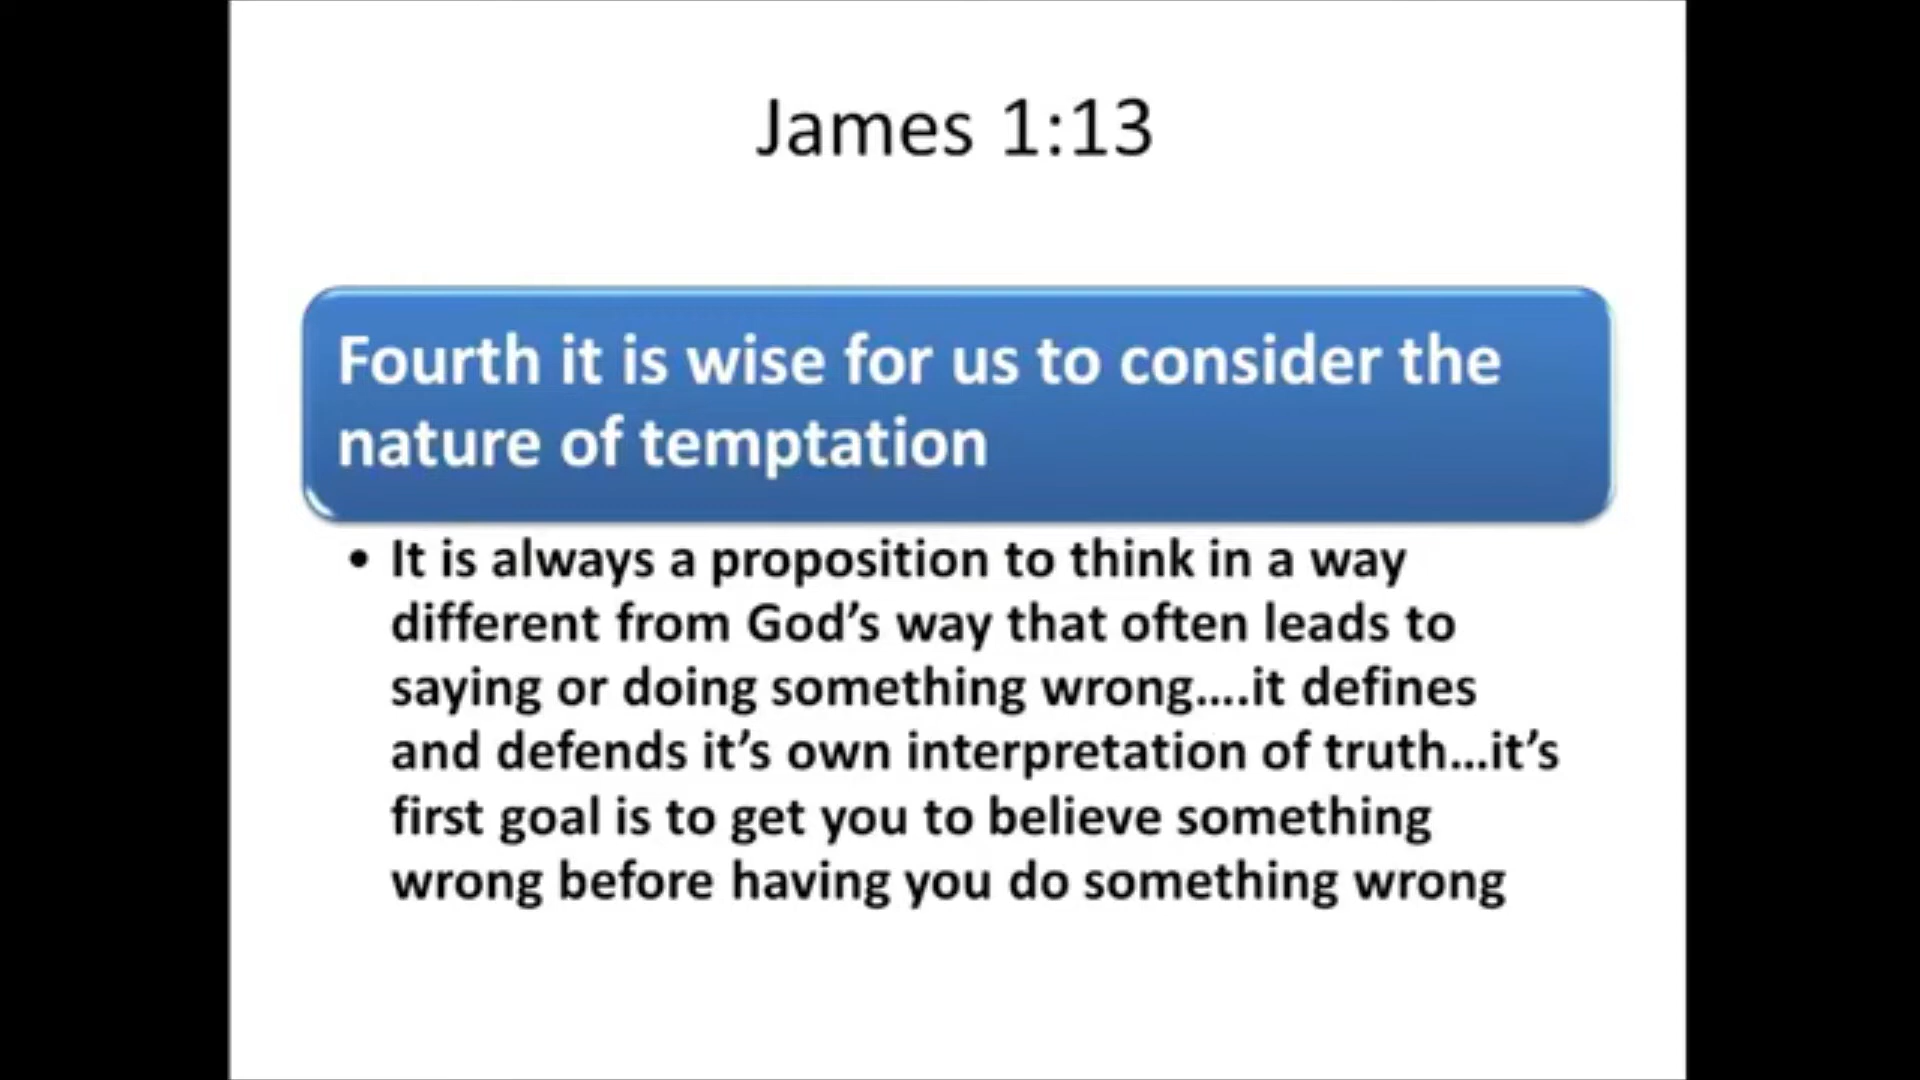 James 1:13
Fourth it is wise for us to consider the
nature of temptation
• It is always a proposition to think in a way
different from God’s way that often leads to
saying or doing something wrong....it defines
and defends it’s own interpretation of truth...it’s
first goal is to get you to believe something
wrong before having you do something wrong